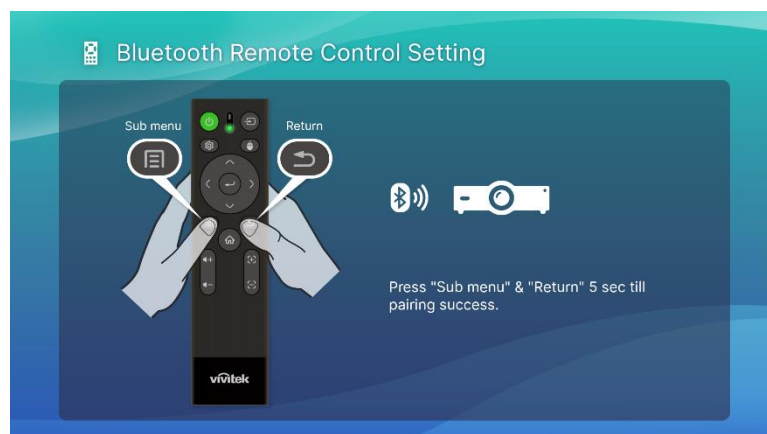 Bluetooth Remote Control Setting
Sub menu
Return
Press "Sub menu" & "Return" 5 sec till
pairing success.
vivitek